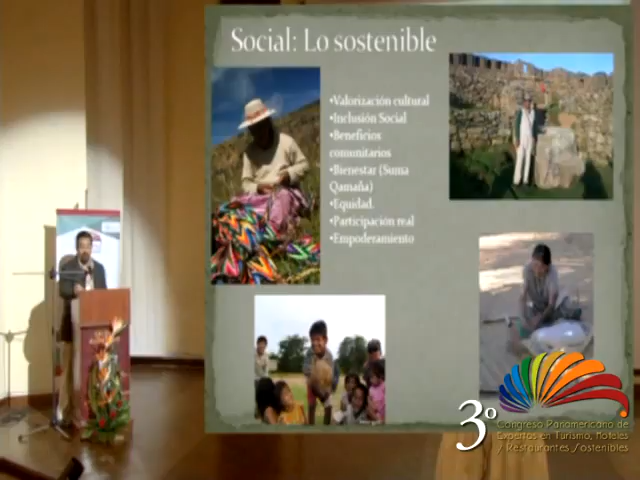 Social: Lo sostenible
•Valorización cultural
•Inclusión Social
•Beneficios
comunitarios
•Bienestar (Suma
Qamaña)
•Equidad.
•Participación real
•Empoderamiento
3º
Congreso Panamericano de
Expertos en Turismo, Hoteles
y Restaurantes Sostenibles